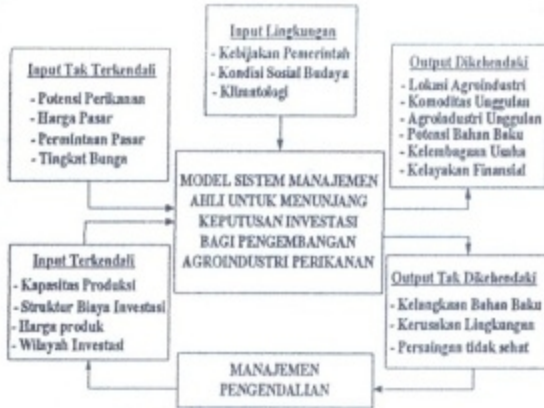 Input Lingkungan
- Kebijakan Pemerintah
- Kondisi Sosial Budaya
- Klimatologi
Input Tak Terkendali
- Potensi Perikanan
- Harga Pasar
- Permintaan Pasar
- Tingkat Bunga
Output Dikehendaki
- Lokasi Agroindustri
- Komoditas Unggulan
- Agroindustri Unggulan
- Potensi Bahan Baku
- Kelembagaan Usaha
- Kelayakan Finansial
MODEL SISTEM MANAJEMEN
AHLI UNTUK MENUNJANG
KEPUTUSAN INVESTASI
BAGI PENGEMBANGAN
AGROINDUSTRI PERIKANAN
Input Terkendali
- Kapasitas Produksi
- Struktur Biaya Investasi
- Harga produk
- Wilayah Investasi
Output Tak Dikehendaki
- Kelangkaan Bahan Baku
- Kerusakan Lingkungan
- Persaingan tidak sehat
MANAJEMEN
PENGENDALIAN